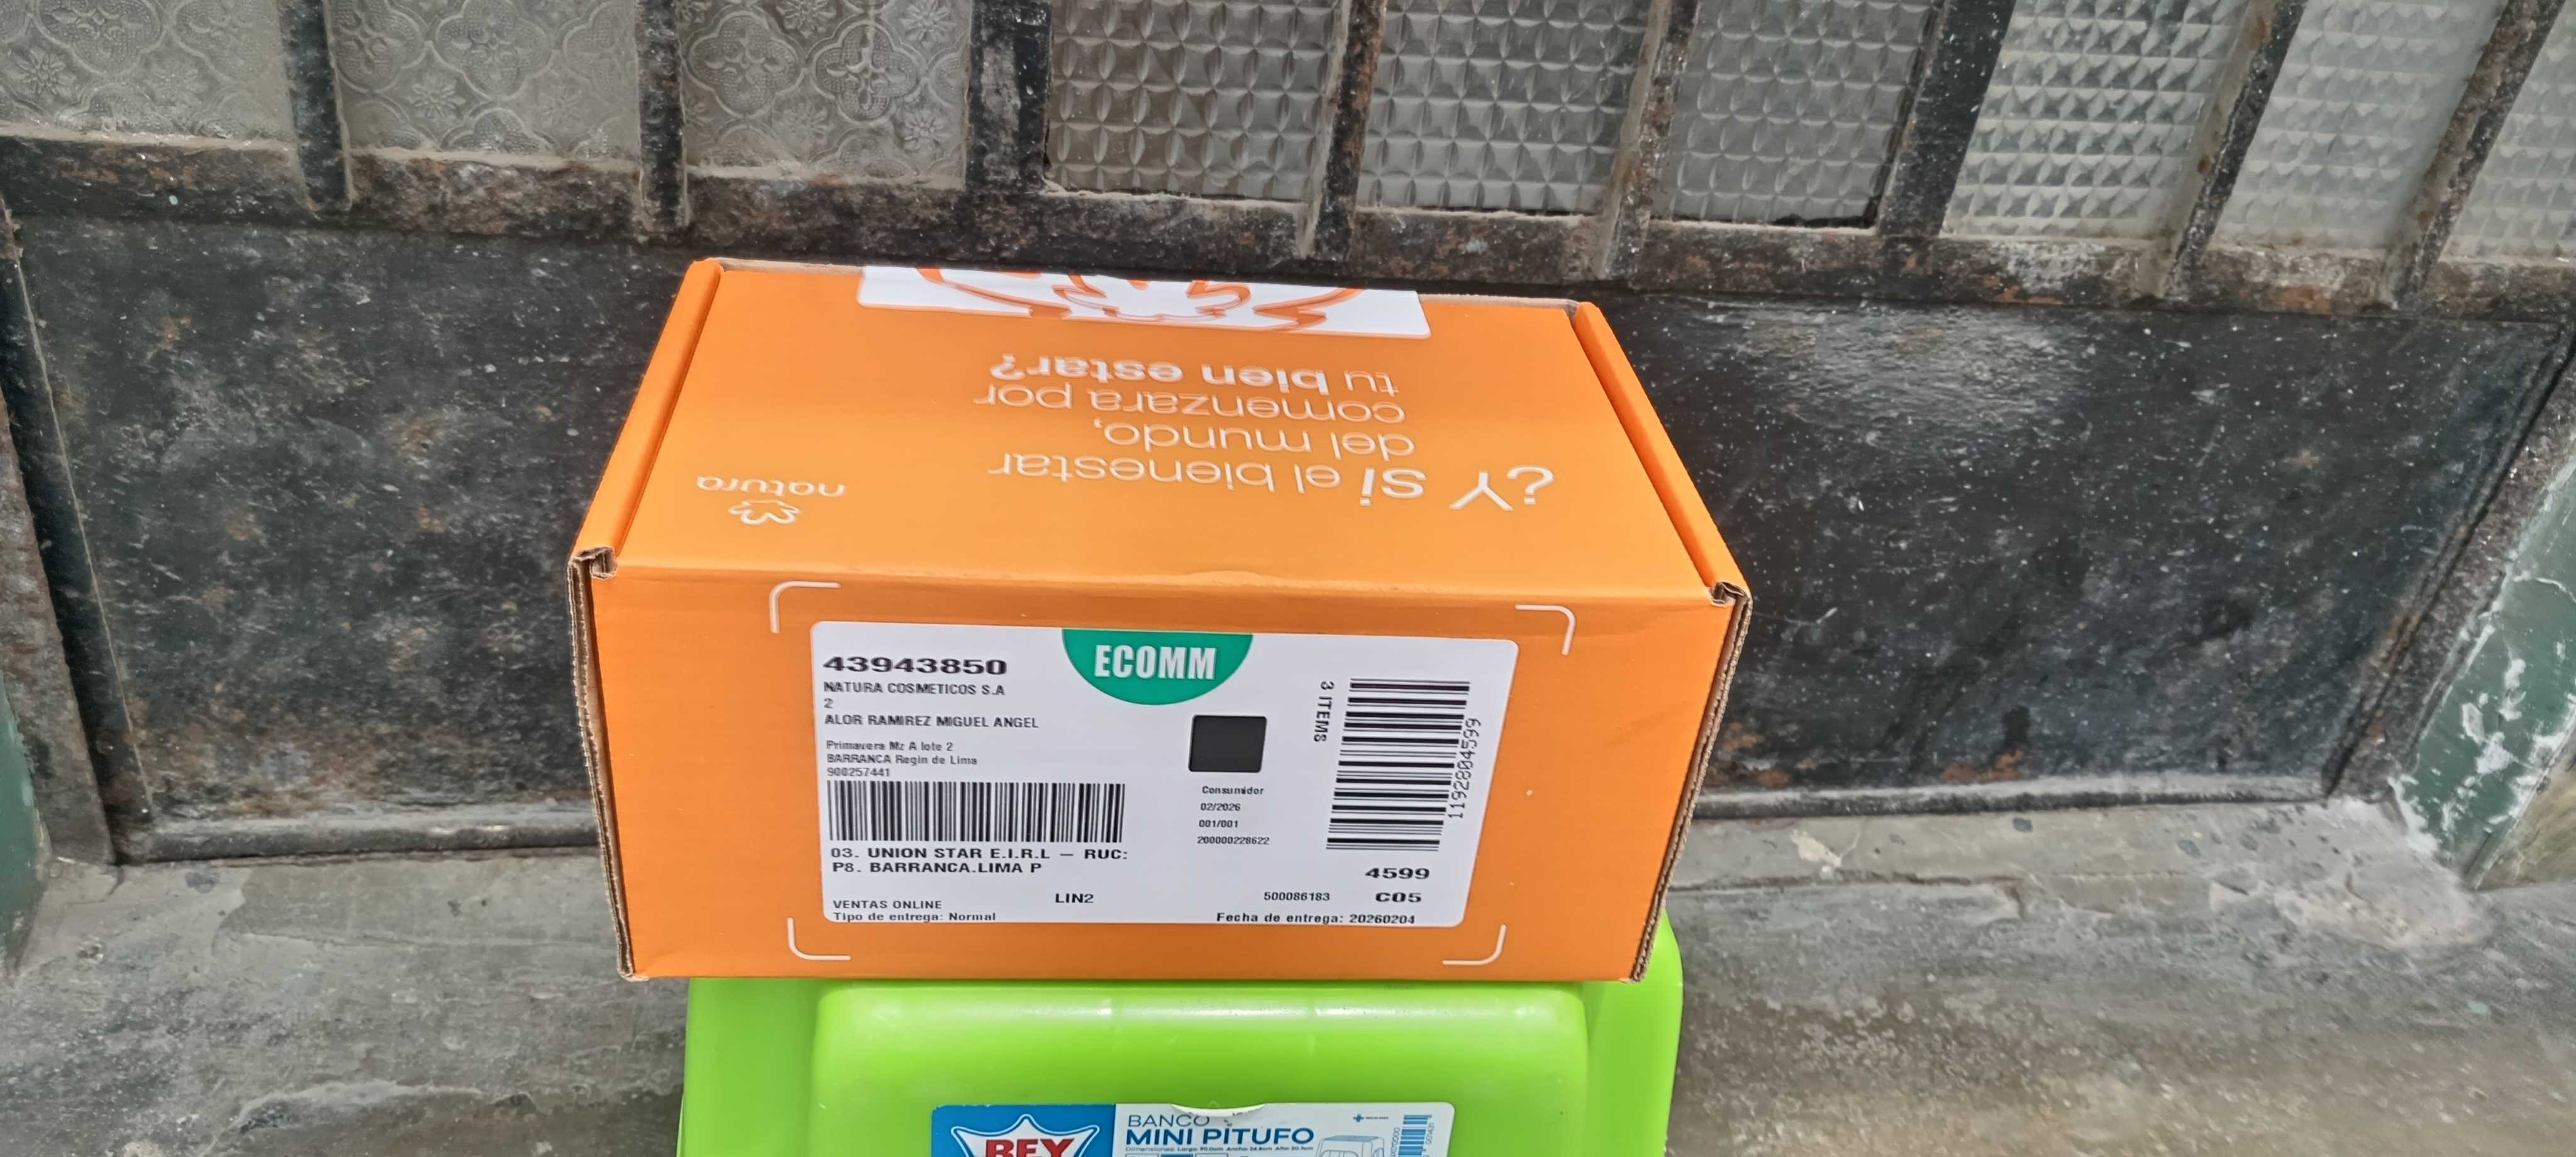 ¿Y si el bienestar
del mundo,
comenzara por
tu bien estar?
natura
ECOMM
43943850
NATURA COSMETICOS S.A
2
ALOR RAMIREZ MIGUEL ANGEL
Primavera Mz A lote 2
BARRANCA Regin de Lima
900257441
03. UNION STAR E.I.R.L – RUC:
P8. BARRANCA.LIMA P
LIN2
VENTAS ONLINE
Tipo de entrega: Normal
Consumidor
02/2026
001/001
200000228622
3 ITEMS
1192804599
4599
500086183
C05
Fecha de entrega: 20260204
REY
BANCO
MINI PITUFO